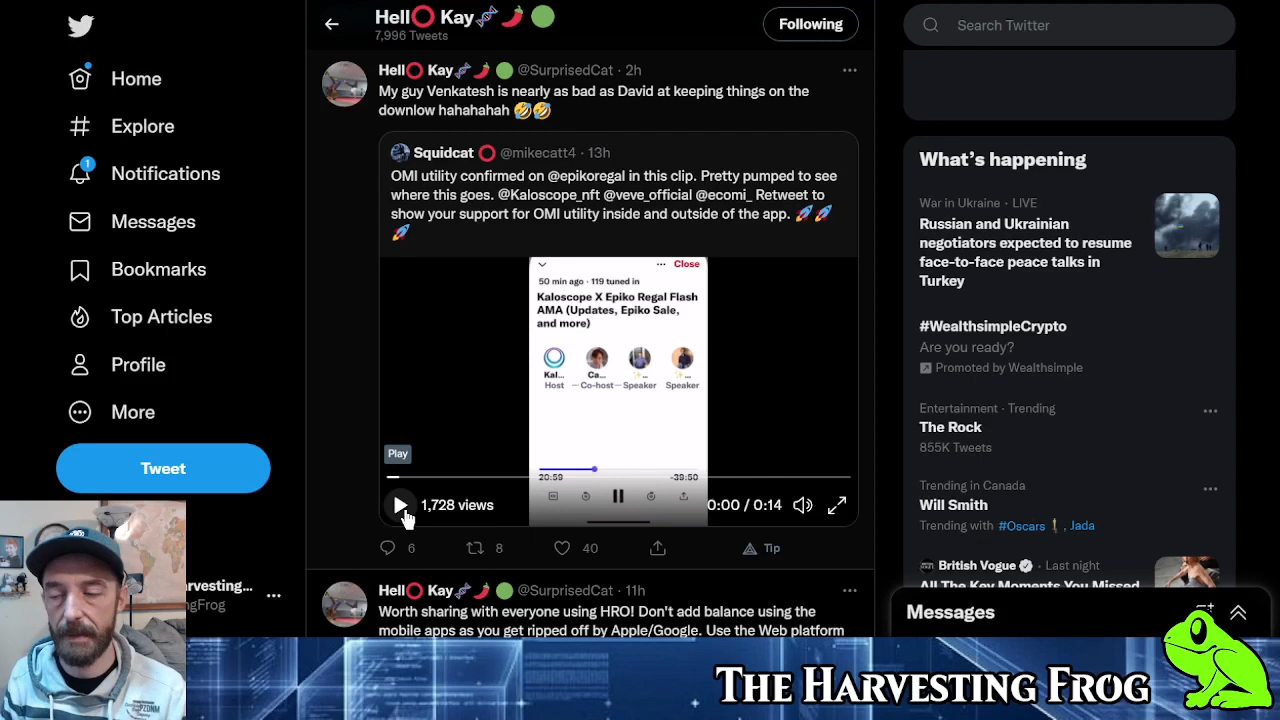 Hell⭕ Kay🧬🌶️🟢
7,996 Tweets
Following
Search Twitter
Home
Explore
1
Notifications
Messages
Bookmarks
Top Articles
Profile
More
Tweet
Hell⭕ Kay🧬🌶️🟢 @SurprisedCat · 2h
My guy Venkatesh is nearly as bad as David at keeping things on the
downlow hahahahah 🤣🤣
Squidcat ⭕ @mikecatt4 · 13h
OMI utility confirmed on @epikoregal in this clip. Pretty pumped to see
where this goes. @Kaloscope_nft @veve_official @ecomi_ Retweet to
show your support for OMI utility inside and outside of the app. 🚀🚀
🚀
Close
50 min ago · 119 tuned in
Kaloscope X Epiko Regal Flash
AMA (Updates, Epiko Sale,
and more)
Kal...
Ca...
Host
Co-host
Speaker
Speaker
20:59
-39:50
Play
1,728 views
0:00 / 0:14
6
8
40
Tip
Hell⭕ Kay🧬🌶️🟢 @SurprisedCat · 11h
Worth sharing with everyone using HRO! Don't add balance using the
mobile apps as you get ripped off by Apple/Google. Use the Web platform
What's happening
War in Ukraine · LIVE
Russian and Ukrainian
negotiators expected to resume
face-to-face peace talks in
Turkey
#WealthsimpleCrypto
Are you ready?
Promoted by Wealthsimple
Entertainment · Trending
The Rock
855K Tweets
Trending in Canada
Will Smith
Trending with #Oscars, Jada
British Vogue · Last night
All The Key Moments You Missed
Messages
arvesting...
ngFrog
The Harvesting Frog